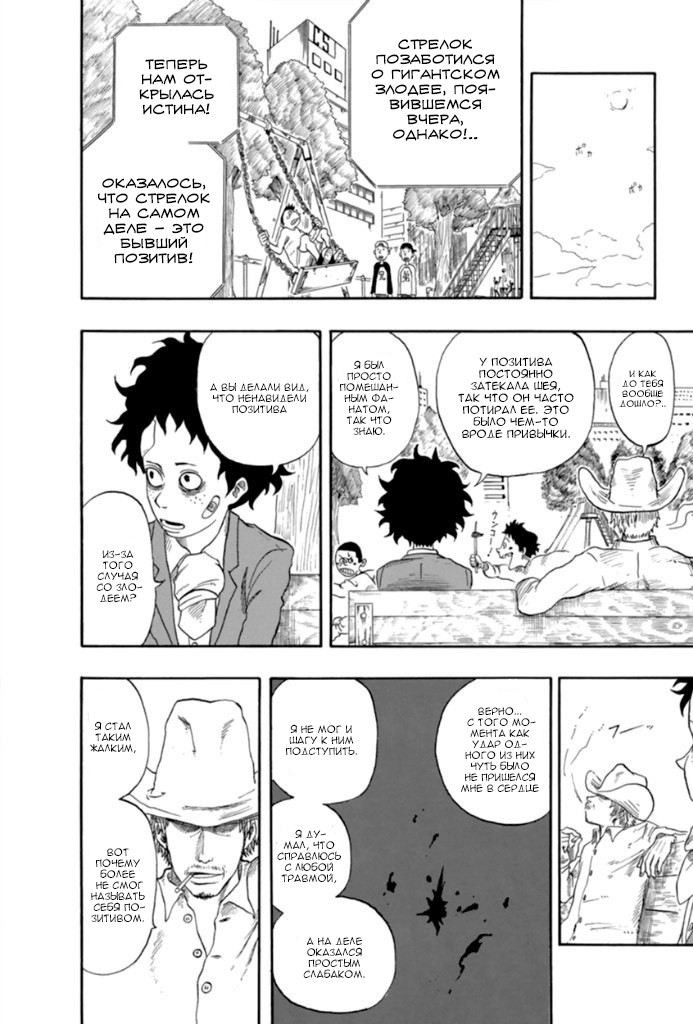 СТРЕЛОК
ПОЗАБОТИЛСЯ
О ГИГАНТСКОМ
ЗЛОДЕЕ, ПОЯ-
ВИВШЕМСЯ
ВЧЕРА,
ОДНАКО!..
ТЕПЕРЬ
НАМ ОТ-
КРЫЛАСЬ
ИСТИНА!
ОКАЗАЛОСЬ,
ЧТО СТРЕЛОК
НА САМОМ
ДЕЛЕ – ЭТО
БЫВШИЙ
ПОЗИТИВ!
И КАК
ДО ТЕБЯ
ВООБЩЕ
ДОШЛО?..
У ПОЗИТИВА
ПОСТОЯННО
ЗАТЕКАЛА ШЕЯ,
ТАК ЧТО ОН ЧАСТО
ПОТИРАЛ ЕЕ. ЭТО
БЫЛО ЧЕМ-ТО
ВРОДЕ ПРИВЫЧКИ.
Я БЫЛ
ПРОСТО
ПОМЕШАН-
НЫМ ФА-
НАТОМ,
ТАК ЧТО
ЗНАЮ.
ウンコー
А ВЫ ДЕЛАЛИ ВИД,
ЧТО НЕНАВИДЕЛИ
ПОЗИТИВА
ИЗ-ЗА
ТОГО
СЛУЧАЯ
СО ЗЛО-
ДЕЕМ?
ВЕРНО...
С ТОГО МО-
МЕНТА КАК
УДАР ОД-
НОГО ИЗ НИХ
ЧУТЬ БЫЛО
НЕ ПРИШЕЛСЯ
МНЕ В СЕРДЦЕ
Я НЕ МОГ И
ШАГУ К НИМ
ПОДСТУПИТЬ.
Я ДУ-
МАЛ, ЧТО
СПРАВЛЮСЬ
С ЛЮБОЙ
ТРАВМОЙ,
А НА ДЕЛЕ
ОКАЗАЛСЯ
ПРОСТЫМ
СЛАБАКОМ.
Я СТАЛ
ТАКИМ
ЖАЛКИМ,
ВОТ
ПОЧЕМУ
БОЛЕЕ
НЕ СМОГ
НАЗЫВАТЬ
СЕБЯ ПО-
ЗИТИВОМ.